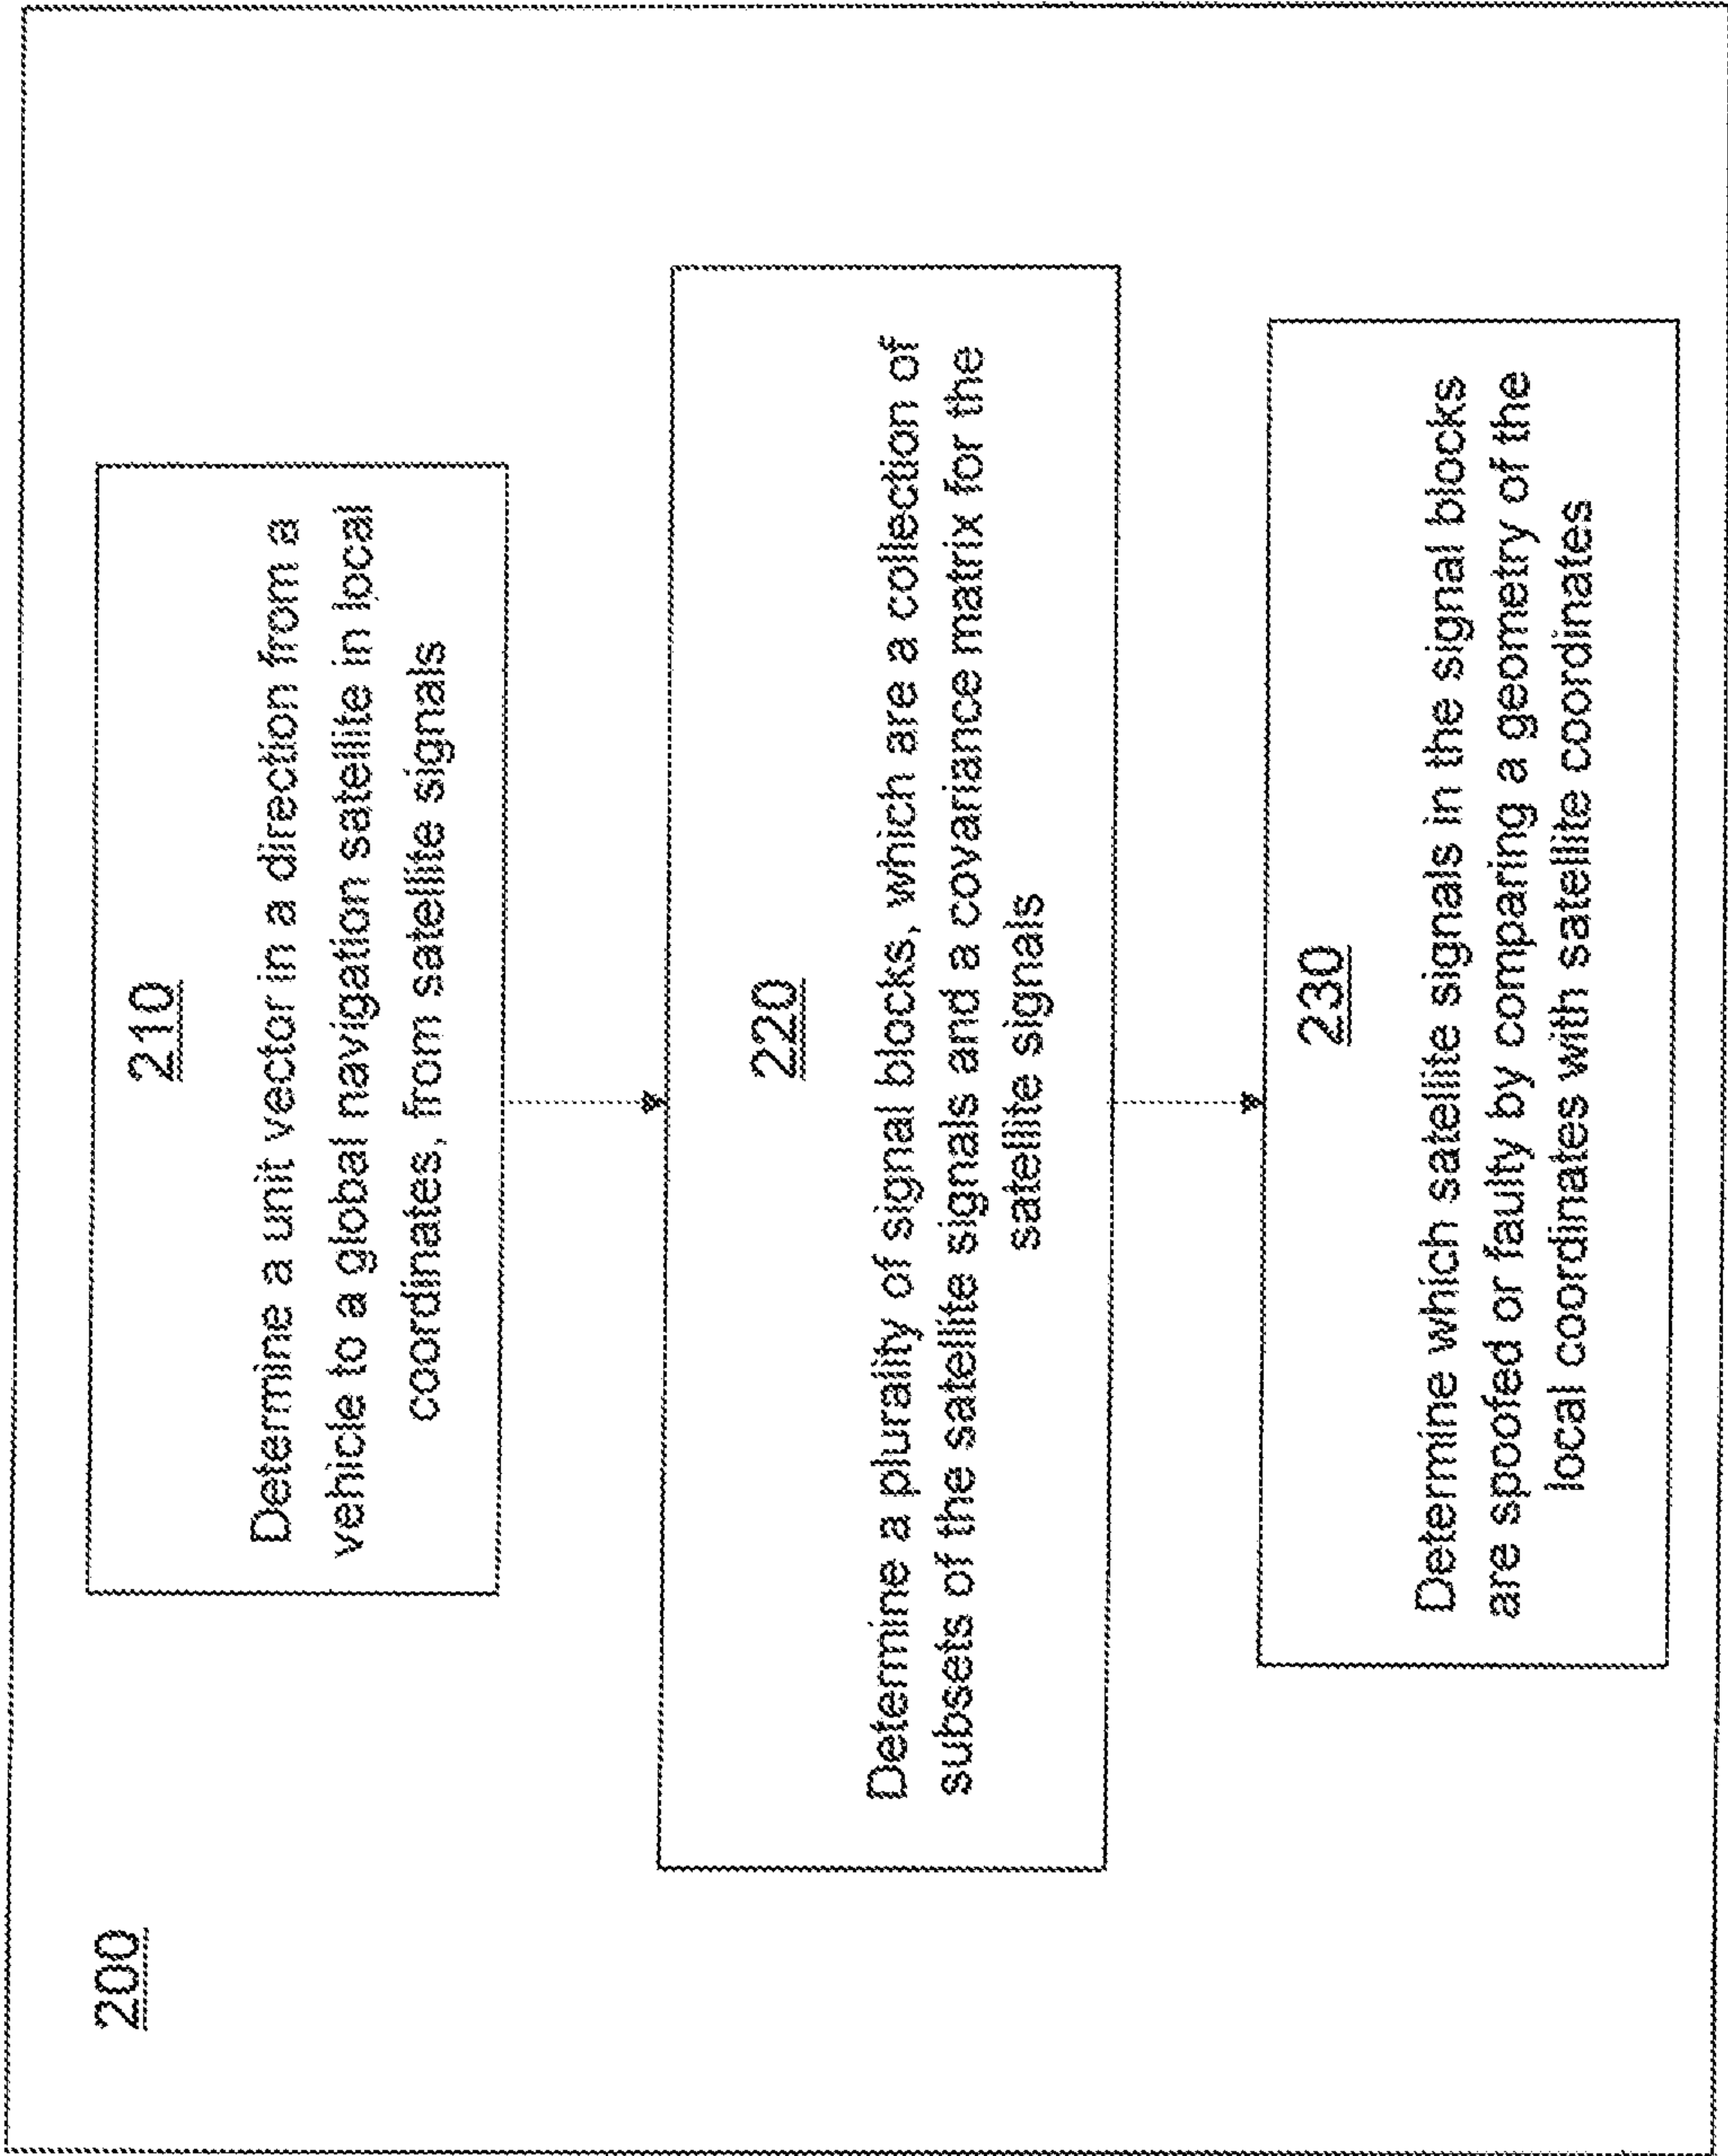 200
210
Determine a unit vector in a direction from a
vehicle to a global navigation satellite in local
coordinates, from satellite signals
220
Determine a plurality of signal blocks, which are a collection of
subsets of the satellite signals and a covariance matrix for the
satellite signals
230
Determine which satellite signals in the signal blocks
are spoofed or faulty by comparing a geometry of the
local coordinates with satellite coordinates